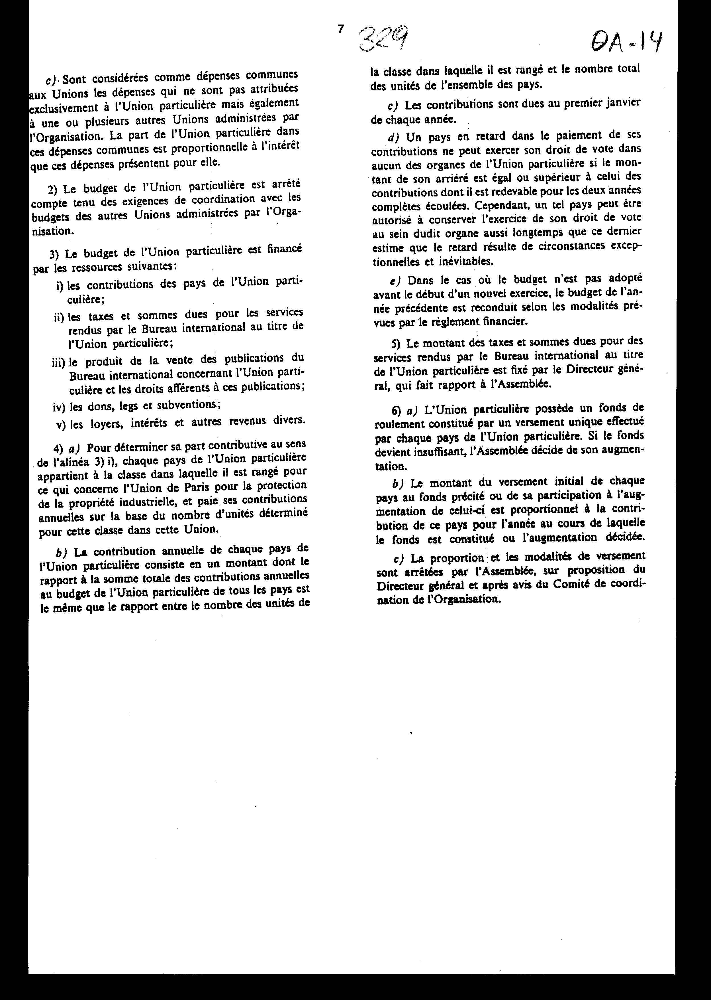 7
329
OA-14
c) Sont considérées comme dépenses communes
aux Unions les dépenses qui ne sont pas attribuées
exclusivement à l'Union particulière mais également
à une ou plusieurs autres Unions administrées par
l'Organisation. La part de l'Union particulière dans
ces dépenses communes est proportionnelle à l'intérêt
que ces dépenses présentent pour elle.
2) Le budget de l'Union particulière est arrêté
compte tenu des exigences de coordination avec les
budgets des autres Unions administrées par l'Orga-
nisation.
3) Le budget de l'Union particulière est financé
par les ressources suivantes:
i) les contributions des pays de l'Union parti-
culière;
ii) les taxes et sommes dues pour les services
rendus par le Bureau international au titre de
l'Union particulière;
iii) le produit de la vente des publications du
Bureau international concernant l'Union parti-
culière et les droits afférents à ces publications;
iv) les dons, legs et subventions;
v) les loyers, intérêts et autres revenus divers.
4) a) Pour déterminer sa part contributive au sens
de l'alinéa 3) i), chaque pays de l'Union particulière
appartient à la classe dans laquelle il est rangé pour
ce qui concerne l'Union de Paris pour la protection
de la propriété industrielle, et paie ses contributions
annuelles sur la base du nombre d'unités déterminé
pour cette classe dans cette Union.
b) La contribution annuelle de chaque pays de
l'Union particulière consiste en un montant dont le
rapport à la somme totale des contributions annuelles
au budget de l'Union particulière de tous les pays est
le même que le rapport entre le nombre des unités de
la classe dans laquelle il est rangé et le nombre total
des unités de l'ensemble des pays.
c) Les contributions sont dues au premier janvier
de chaque année.
d) Un pays en retard dans le paiement de ses
contributions ne peut exercer son droit de vote dans
aucun des organes de l'Union particulière si le mon-
tant de son arriéré est égal ou supérieur à celui des
contributions dont il est redevable pour les deux années
complètes écoulées. Cependant, un tel pays peut être
autorisé à conserver l'exercice de son droit de vote
au sein dudit organe aussi longtemps que ce dernier
estime que le retard résulte de circonstances excep-
tionnelles et inévitables.
e) Dans le cas où le budget n'est pas adopté
avant le début d'un nouvel exercice, le budget de l'an-
née précédente est reconduit selon les modalités pré-
vues par le règlement financier.
5) Le montant des taxes et sommes dues pour des
services rendus par le Bureau international au titre
de l'Union particulière est fixé par le Directeur géné-
ral, qui fait rapport à l'Assemblée.
6) a) L'Union particulière possède un fonds de
roulement constitué par un versement unique effectué
par chaque pays de l'Union particulière. Si le fonds
devient insuffisant, l'Assemblée décide de son augmen-
tation.
b) Le montant du versement initial de chaque
pays au fonds précité ou de sa participation à l'aug-
mentation de celui-ci est proportionnel à la contri-
bution de ce pays pour l'année au cours de laquelle
le fonds est constitué ou l'augmentation décidée.
c) La proportion et les modalités de versement
sont arrêtées par l'Assemblée, sur proposition du
Directeur général et après avis du Comité de coordi-
nation de l'Organisation.